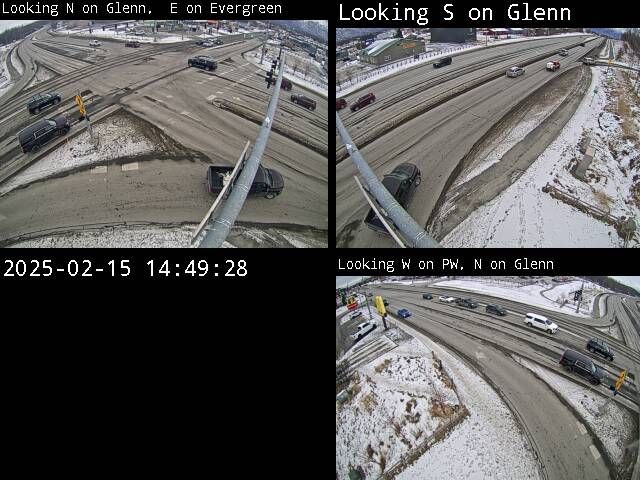 Looking N on Glenn,  E on Evergreen
Looking S on Glenn
2025-02-15 14:49:28
Looking W on PW, N on Glenn